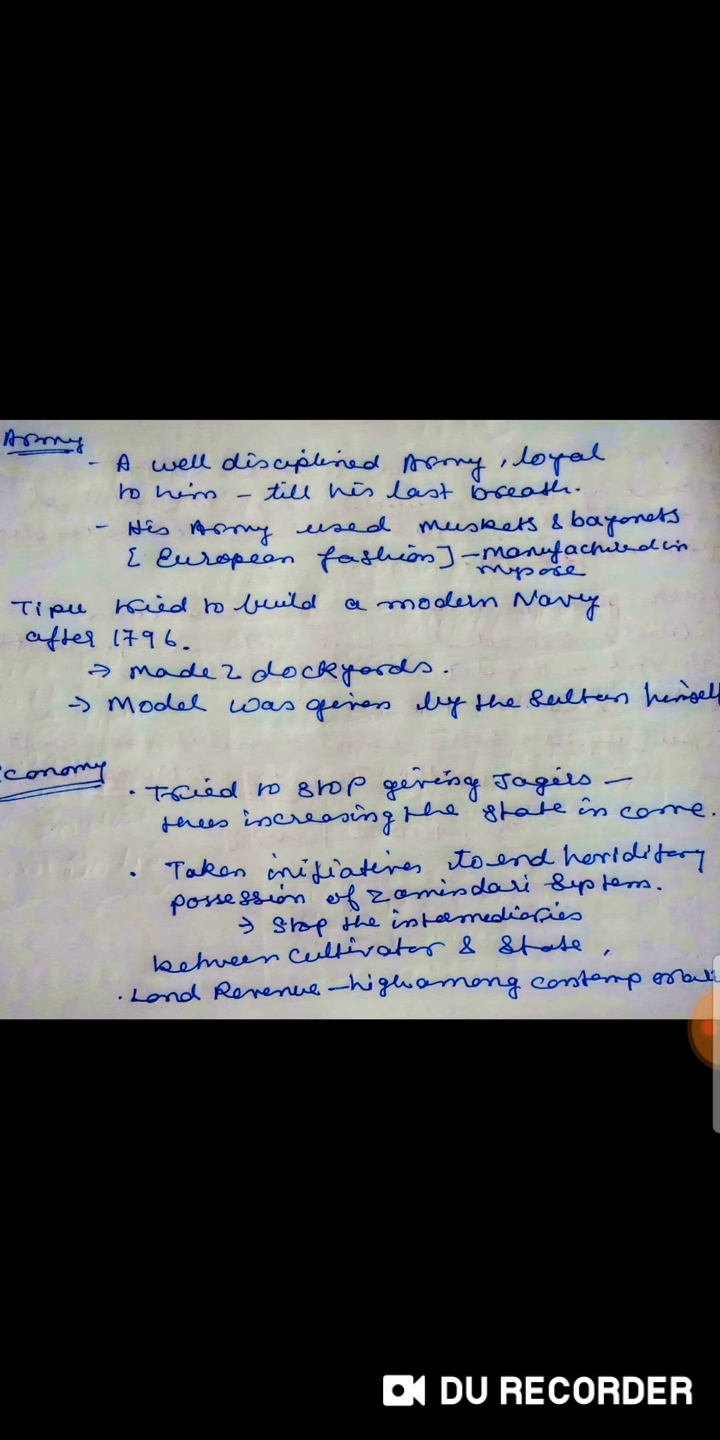 Army
- A well disciplined Army, loyal
to him - till his last breath.
- His Army used muskets & bayonets
[European fashion] - manufactured in
Mysore
Tipu tried to build a modern Navy
after 1796.
→ Made 2 dockyards.
→ Model was given by the Sultan himself
Economy
. Tried to stop giving Jagirs -
thus increasing the State income.
. Taken initiatives to end heriditary
possession of Zamindari System.
→ Stop the intermediaries
between cultivator & State,
. Land Revenue - high among contemp
DU RECORDER